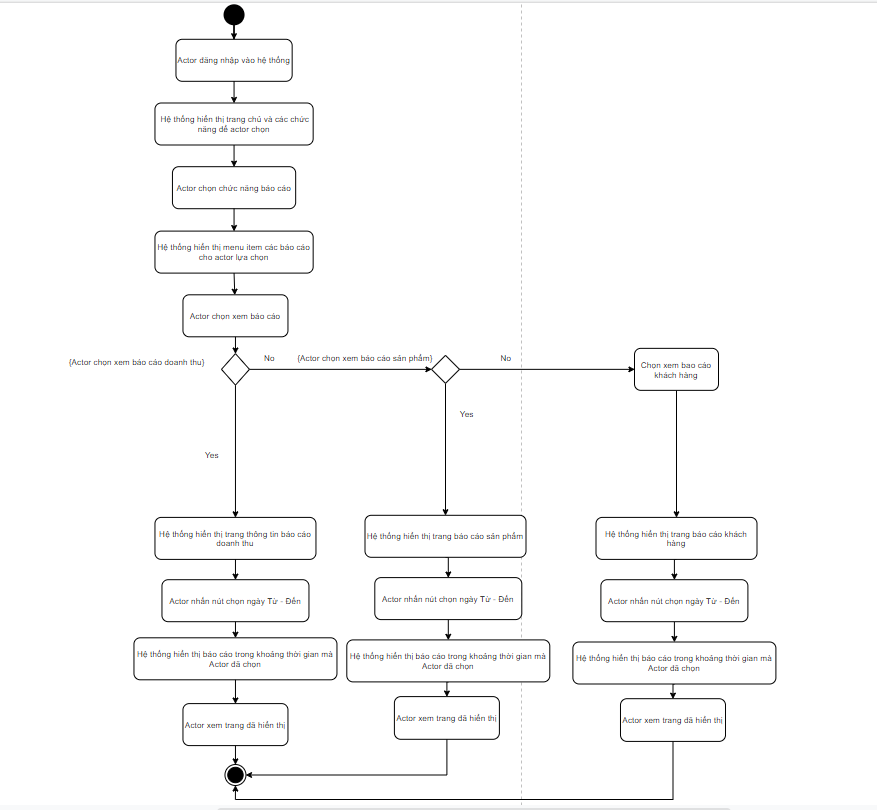 Actor đăng nhập vào hệ thống
Hệ thống hiển thị trang chủ và các chức
năng để actor chọn
Actor chọn chức năng báo cáo
Hệ thống hiển thị menu item các báo cáo
cho actor lựa chọn
Actor chọn xem báo cáo
{Actor chọn xem báo cáo doanh thu}
No
{Actor chọn xem báo cáo sản phẩm}
No
Chọn xem bao cáo
khách hàng
Yes
Yes
Hệ thống hiển thị trang thông tin báo cáo
doanh thu
Hệ thống hiển thị trang báo cáo sản phẩm
Hệ thống hiển thị trang báo cáo khách
hàng
Actor nhấn nút chọn ngày Từ - Đến
Actor nhấn nút chọn ngày Từ - Đến
Actor nhấn nút chọn ngày Từ - Đến
Hệ thống hiển thị báo cáo trong khoảng thời gian mà
Actor đã chọn
Hệ thống hiển thị báo cáo trong khoảng thời gian mà
Actor đã chọn
Hệ thống hiển thị báo cáo trong khoảng thời gian mà
Actor đã chọn
Actor xem trang đã hiển thị
Actor xem trang đã hiển thị
Actor xem trang đã hiển thị